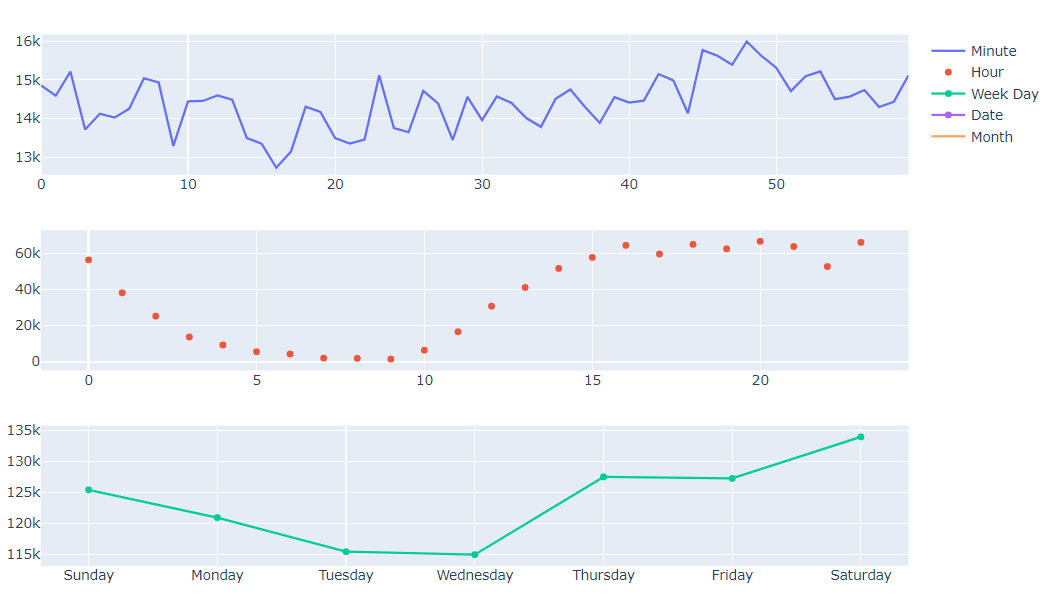 16k
15k
14k
13k
0 10 20 30 40 50
Minute
Hour
Week Day
Date
Month
60k
40k
20k
0
0 5 10 15 20
135k
130k
125k
120k
115k
Sunday Monday Tuesday Wednesday Thursday Friday Saturday